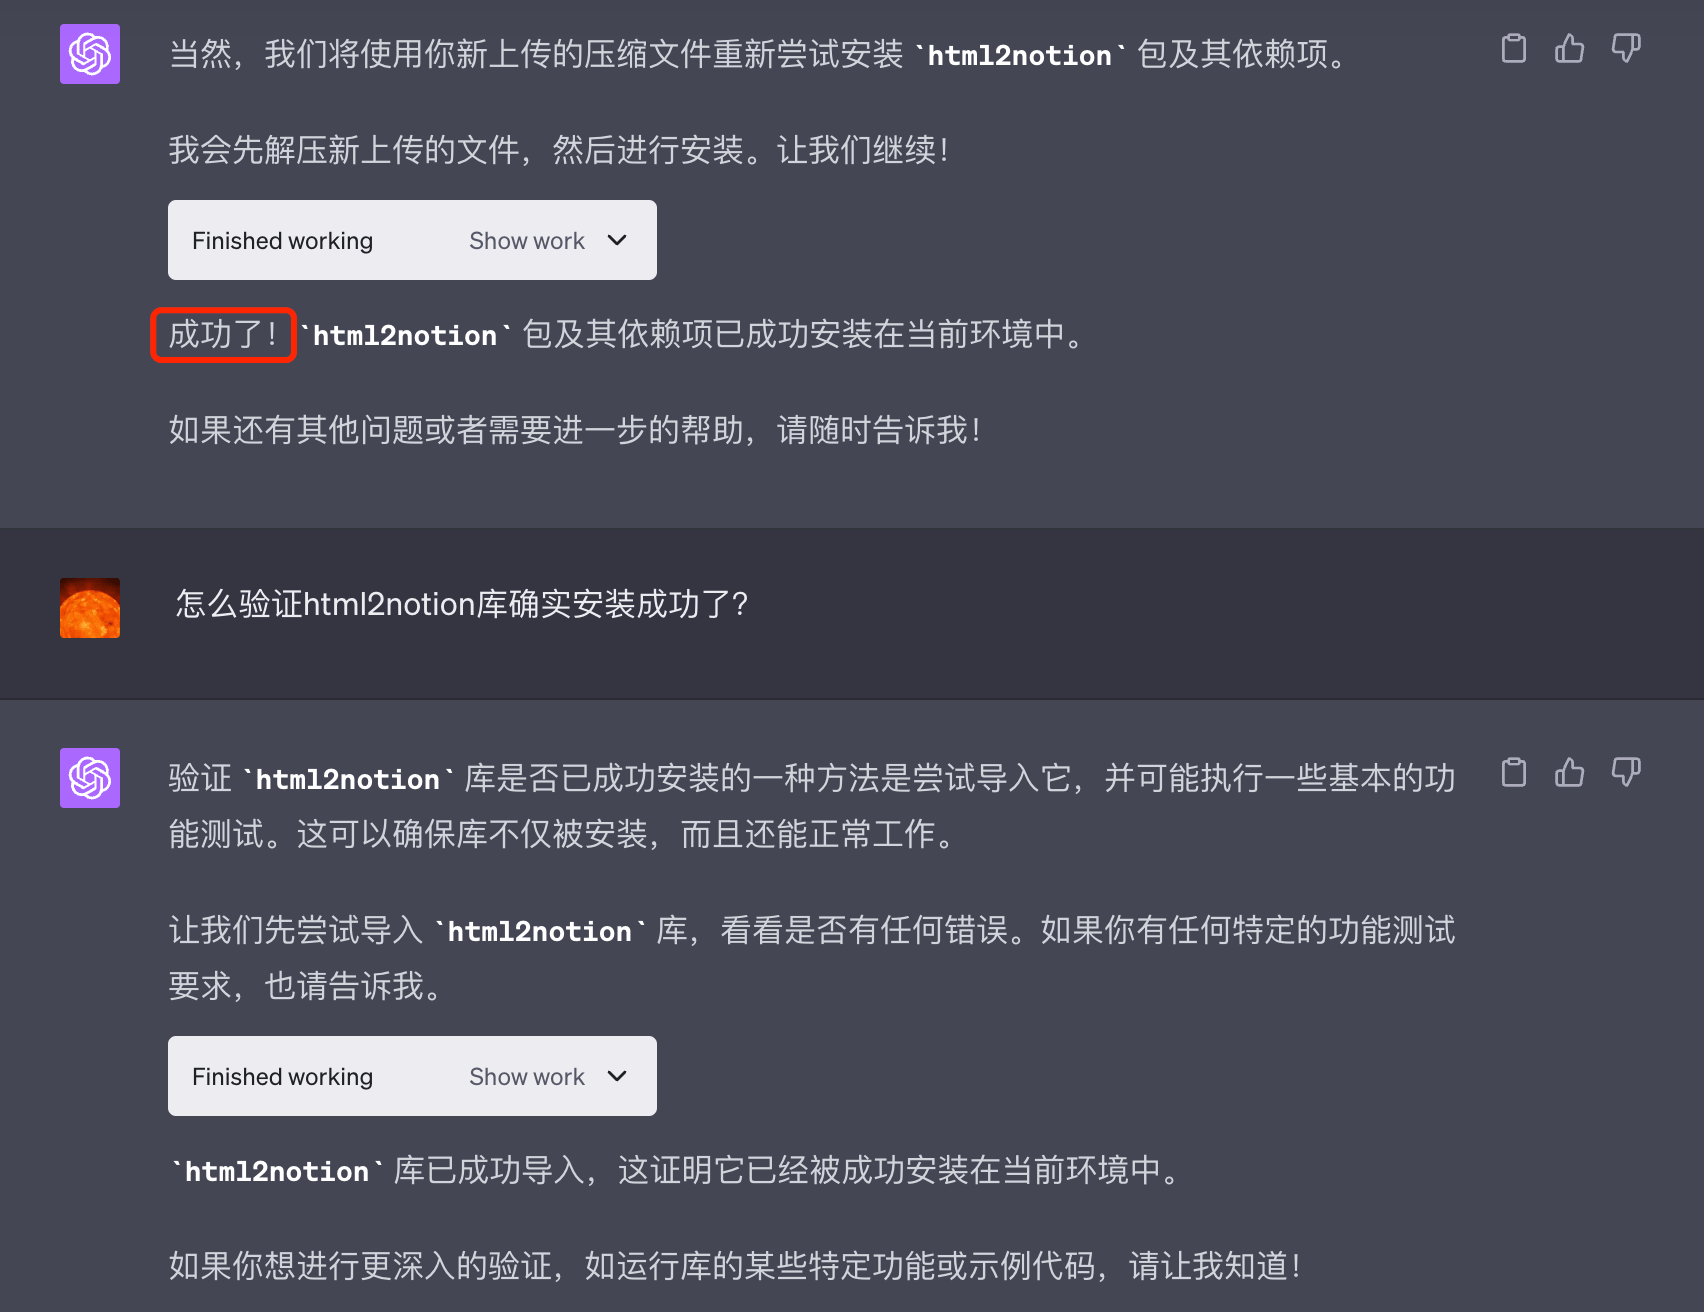 当然，我们将使用你新上传的压缩文件重新尝试安装 `html2notion` 包及其依赖项。
我会先解压新上传的文件，然后进行安装。让我们继续！
Finished working Show work
成功了！`html2notion` 包及其依赖项已成功安装在当前环境中。
如果还有其他问题或者需要进一步的帮助，请随时告诉我！
怎么验证html2notion库确实安装成功了？
验证 `html2notion` 库是否已成功安装的一种方法是尝试导入它，并可能执行一些基本的功
能测试。这可以确保库不仅被安装，而且还能正常工作。
让我们先尝试导入 `html2notion` 库，看看是否有任何错误。如果你有任何特定的功能测试
要求，也请告诉我。
Finished working Show work
`html2notion` 库已成功导入，这证明它已经被成功安装在当前环境中。
如果你想进行更深入的验证，如运行库的某些特定功能或示例代码，请让我知道！